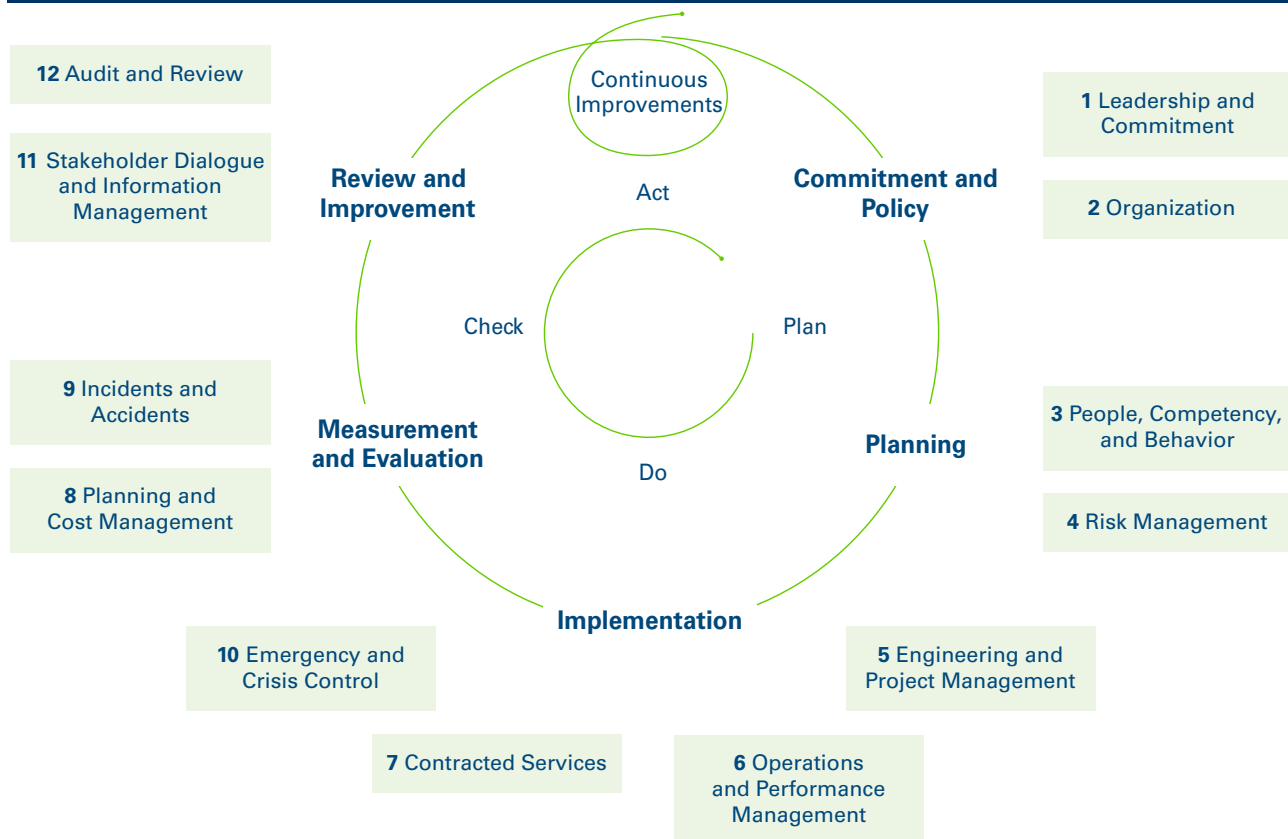 Continuous
Improvements
Act
Plan
Do
Check
Commitment and
Policy
1 Leadership and
Commitment
2 Organization
Planning
3 People, Competency,
and Behavior
4 Risk Management
Implementation
5 Engineering and
Project Management
6 Operations
and Performance
Management
7 Contracted Services
10 Emergency and
Crisis Control
Measurement
and Evaluation
8 Planning and
Cost Management
9 Incidents and
Accidents
Review and
Improvement
11 Stakeholder Dialogue
and Information
Management
12 Audit and Review